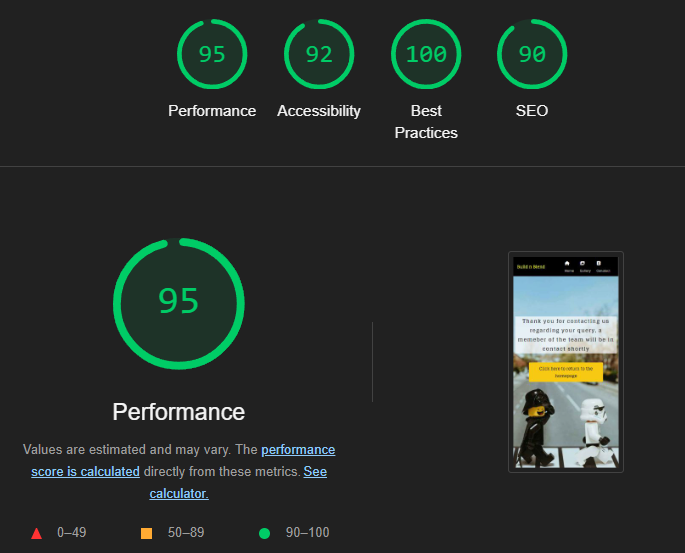 95
92
100
90
Performance
Accessibility
Best
Practices
SEO
95
Performance
Values are estimated and may vary. The performance
score is calculated directly from these metrics. See
calculator.
0–49
50–89
90–100
Build n Blend
Home
Gallery
Contact
Thank you for contacting us
regarding your query, a
memeber of the team will be in
contact shortly
Click here to return to the
homepage